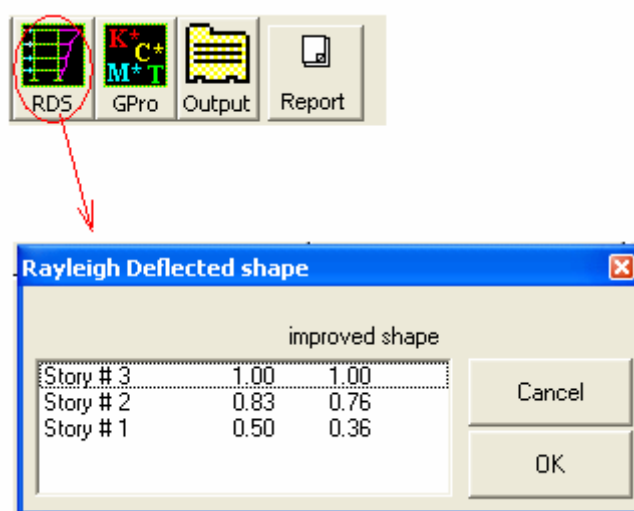 K*
C*
M* T
RDS GPro Output Report
Rayleigh Deflected shape
improved shape
Story # 3 1.00 1.00
Story # 2 0.83 0.76
Story # 1 0.50 0.36
Cancel
OK